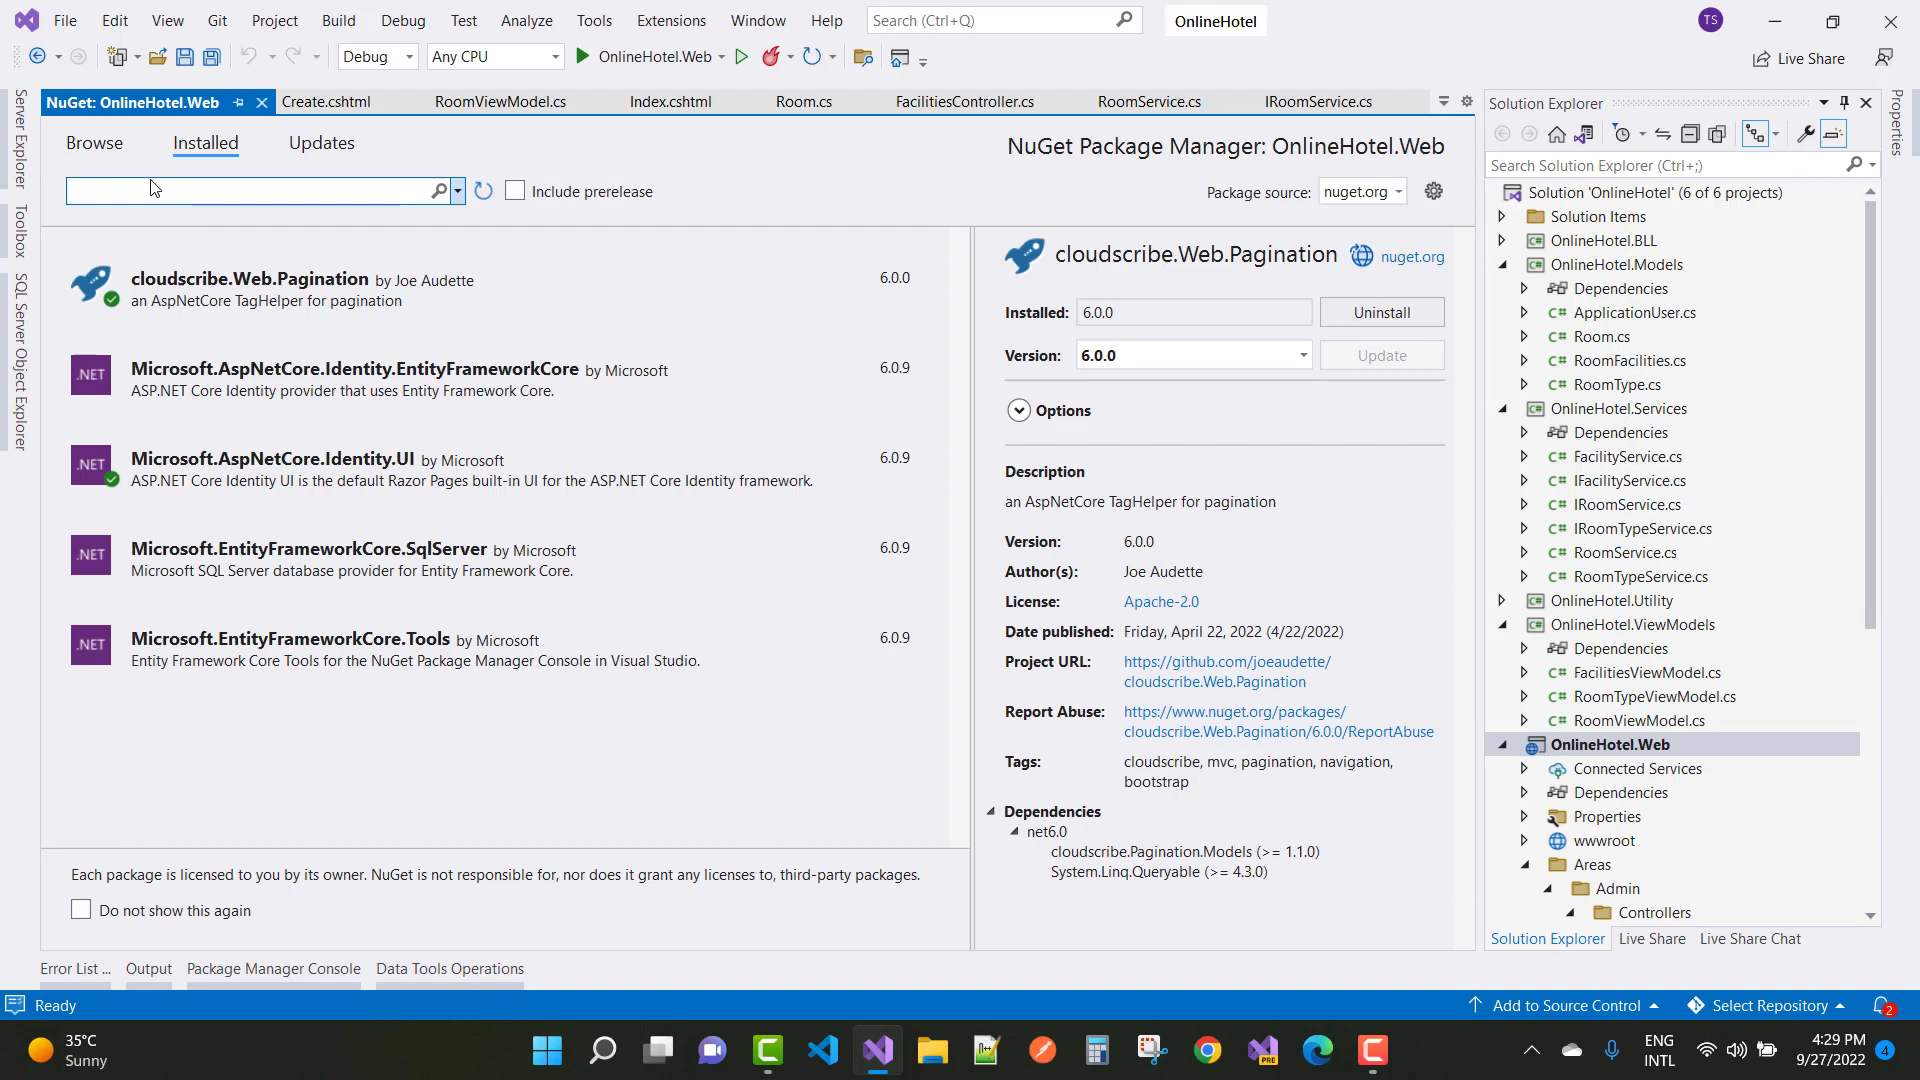 File Edit View Git Project Build Debug Test Analyze Tools Extensions Window Help Search (Ctrl+Q) OnlineHotel TS
Debug Any CPU OnlineHotel.Web Live Share
NuGet: OnlineHotel.Web Create.cshtml RoomViewModel.cs Index.cshtml Room.cs FacilitiesController.cs RoomService.cs IRoomService.cs
Server Explorer
Toolbox
SQL Server Object Explorer
Browse Installed Updates
NuGet Package Manager: OnlineHotel.Web
Include prerelease
Package source: nuget.org
cloudscribe.Web.Pagination by Joe Audette 6.0.0
an AspNetCore TagHelper for pagination
.NET
Microsoft.AspNetCore.Identity.EntityFrameworkCore by Microsoft 6.0.9
ASP.NET Core Identity provider that uses Entity Framework Core.
.NET
Microsoft.AspNetCore.Identity.UI by Microsoft 6.0.9
ASP.NET Core Identity UI is the default Razor Pages built-in UI for the ASP.NET Core Identity framework.
.NET
Microsoft.EntityFrameworkCore.SqlServer by Microsoft 6.0.9
Microsoft SQL Server database provider for Entity Framework Core.
.NET
Microsoft.EntityFrameworkCore.Tools by Microsoft 6.0.9
Entity Framework Core Tools for the NuGet Package Manager Console in Visual Studio.
Each package is licensed to you by its owner. NuGet is not responsible for, nor does it grant any licenses to, third-party packages.
Do not show this again
cloudscribe.Web.Pagination nuget.org
Installed: 6.0.0 Uninstall
Version: 6.0.0 Update
Options
Description
an AspNetCore TagHelper for pagination
Version: 6.0.0
Author(s): Joe Audette
License: Apache-2.0
Date published: Friday, April 22, 2022 (4/22/2022)
Project URL: https://github.com/joeaudette/
cloudscribe.Web.Pagination
Report Abuse: https://www.nuget.org/packages/
cloudscribe.Web.Pagination/6.0.0/ReportAbuse
Tags: cloudscribe, mvc, pagination, navigation,
bootstrap
Dependencies
net6.0
cloudscribe.Pagination.Models (>= 1.1.0)
System.Linq.Queryable (>= 4.3.0)
Solution Explorer
Search Solution Explorer (Ctrl+;)
Solution 'OnlineHotel' (6 of 6 projects)
Solution Items
C# OnlineHotel.BLL
C# OnlineHotel.Models
Dependencies
C# ApplicationUser.cs
C# Room.cs
C# RoomFacilities.cs
C# RoomType.cs
C# OnlineHotel.Services
Dependencies
C# FacilityService.cs
C# IFacilityService.cs
C# IRoomService.cs
C# IRoomTypeService.cs
C# RoomService.cs
C# RoomTypeService.cs
C# OnlineHotel.Utility
C# OnlineHotel.ViewModels
Dependencies
C# FacilitiesViewModel.cs
C# RoomTypeViewModel.cs
C# RoomViewModel.cs
OnlineHotel.Web
Connected Services
Dependencies
Properties
wwwroot
Areas
Admin
Controllers
Solution Explorer Live Share Live Share Chat
Properties
Error List ... Output Package Manager Console Data Tools Operations
Ready Add to Source Control Select Repository 2
35°C
Sunny
PRE
ENG
INTL
4:29 PM
9/27/2022
4